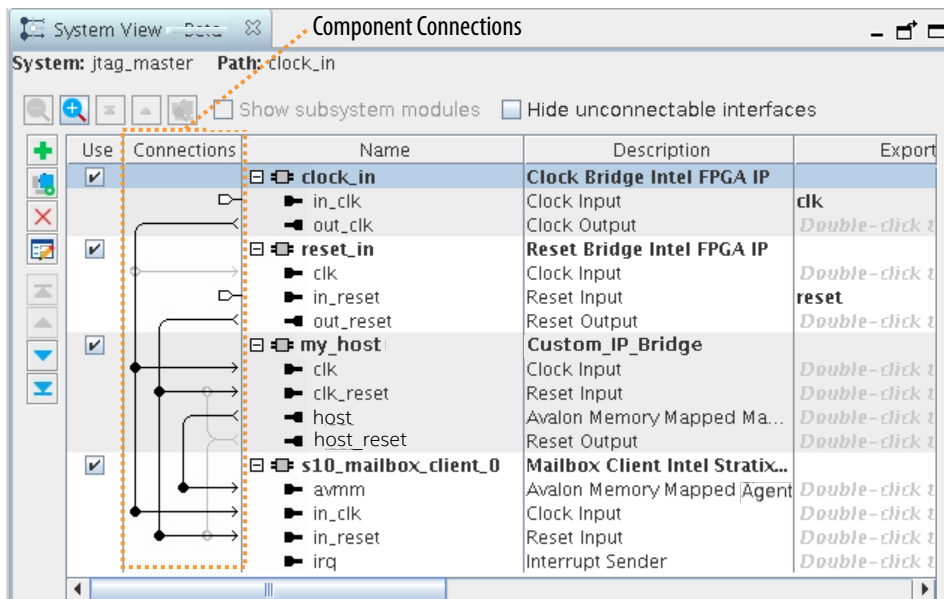 System View - Beta
Component Connections
System: jtag_master Path: clock_in
Show subsystem modules Hide unconnectable interfaces
Use Connections Name Description Export
clock_in Clock Bridge Intel FPGA IP
in_clk Clock Input clk
out_clk Clock Output Double-click t
reset_in Reset Bridge Intel FPGA IP
clk Clock Input Double-click t
in_reset Reset Input reset
out_reset Reset Output Double-click t
my_host Custom_IP_Bridge
clk Clock Input Double-click t
clk_reset Reset Input Double-click t
host Avalon Memory Mapped Ma... Double-click t
host_reset Reset Output Double-click t
s10_mailbox_client_0 Mailbox Client Intel Stratix...
avmm Avalon Memory Mapped Agent Double-click t
in_clk Clock Input Double-click t
in_reset Reset Input Double-click t
irq Interrupt Sender Double-click t